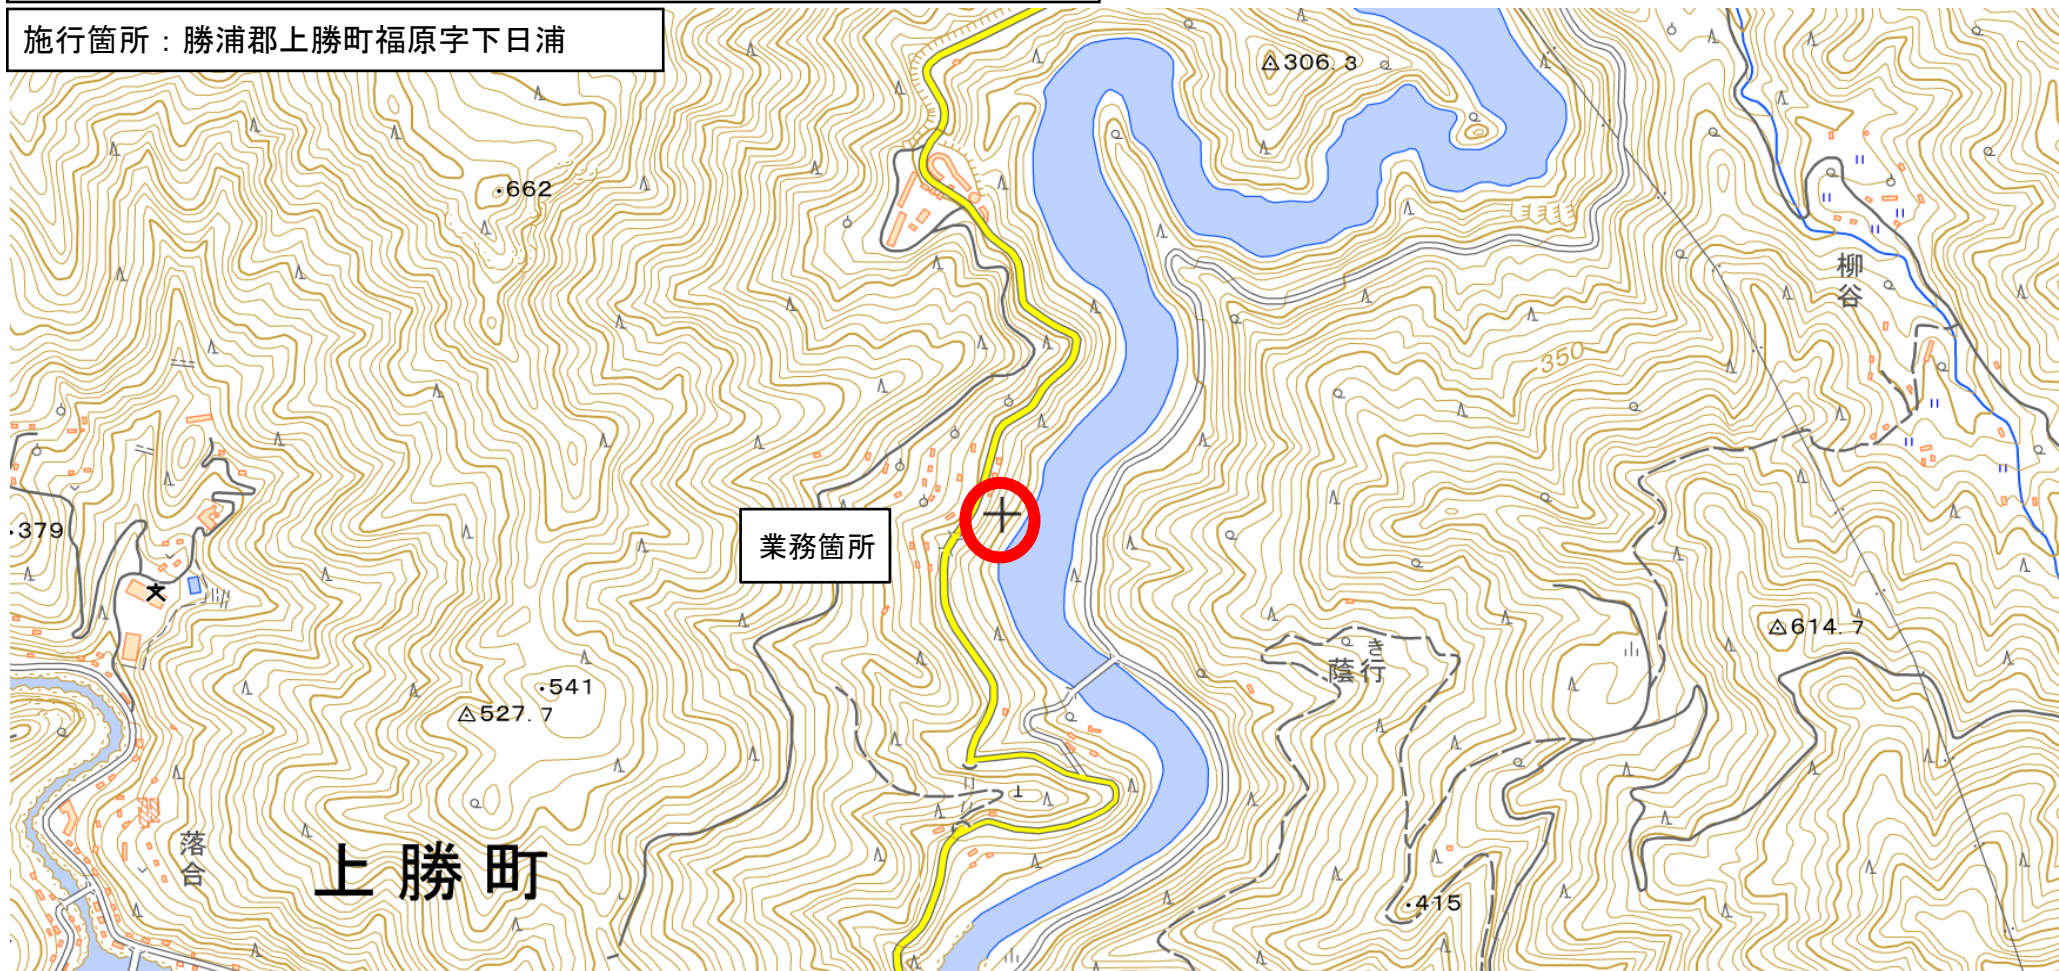 施行箇所：勝浦郡上勝町福原字下日浦
306.3
662
柳谷
350
379
業務箇所
614.7
き
蔭行
541
527.7
落合
上勝町
415